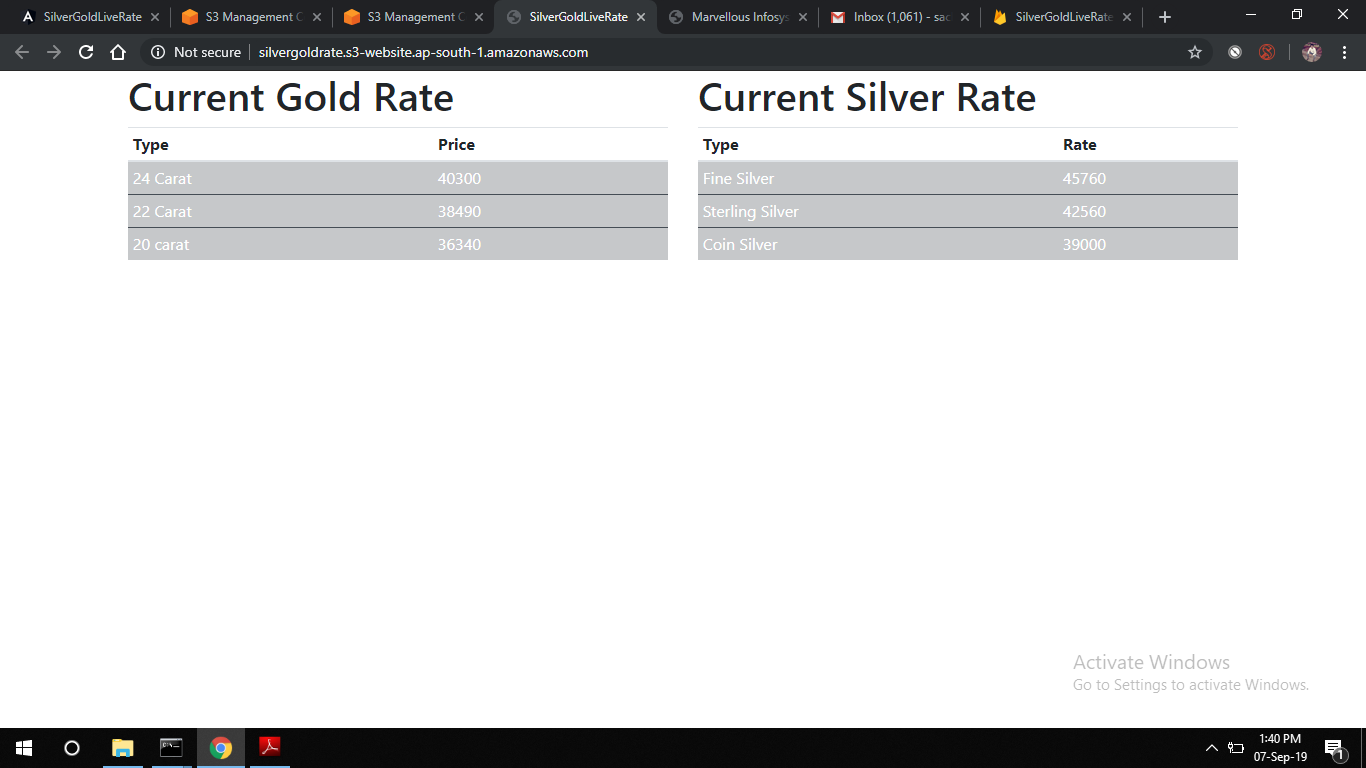 SilverGoldLiveRate
S3 Management C
S3 Management C
SilverGoldLiveRate
Marvellous Infosys
Inbox (1,061) - sac
SilverGoldLiveRate
Not secure
silvergoldrate.s3-website.ap-south-1.amazonaws.com
Current Gold Rate
Type Price
24 Carat 40300
22 Carat 38490
20 carat 36340
Current Silver Rate
Type Rate
Fine Silver 45760
Sterling Silver 42560
Coin Silver 39000
Activate Windows
Go to Settings to activate Windows.
1:40 PM
07-Sep-19
1